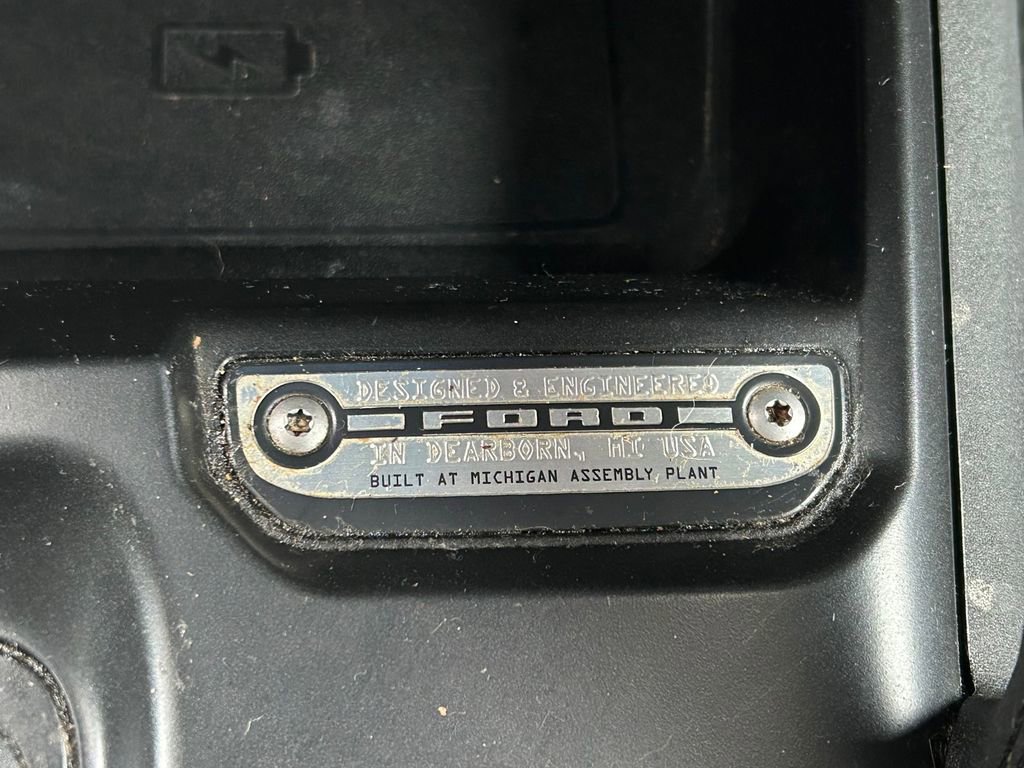 DESIGNED & ENGINEERED
FORD
IN DEARBORN, MI USA
BUILT AT MICHIGAN ASSEMBLY PLANT